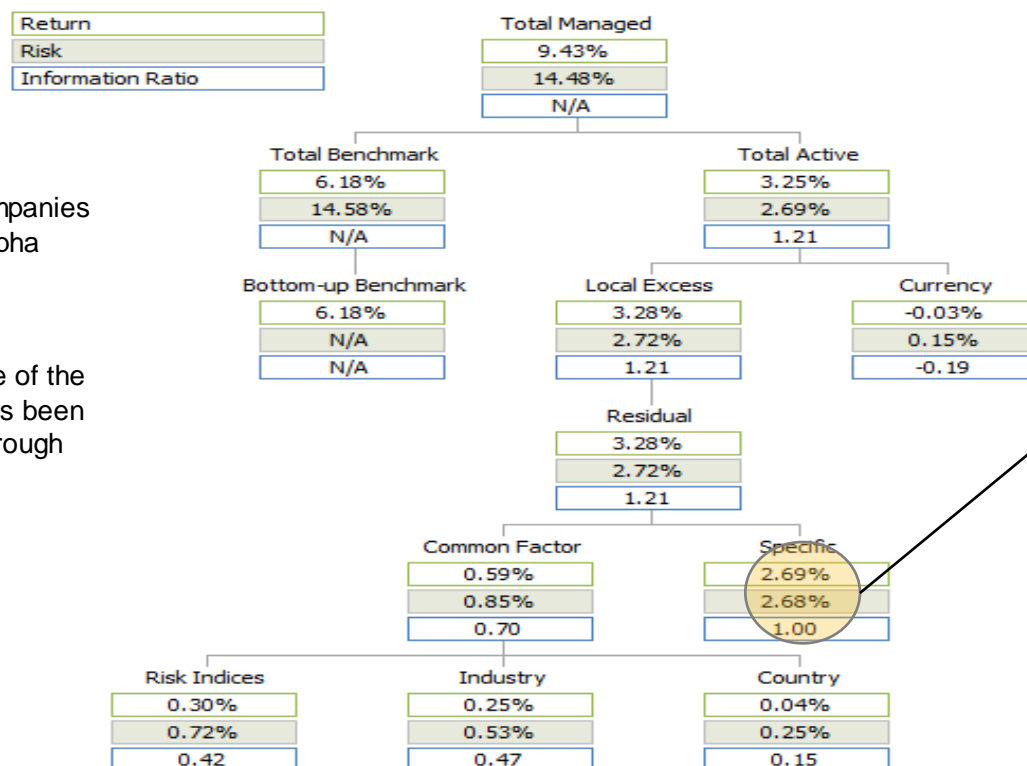 Return
Risk
Information Ratio
Total Managed
9.43%
14.48%
N/A
Total Benchmark
6.18%
14.58%
N/A
Total Active
3.25%
2.69%
1.21
Bottom-up Benchmark
6.18%
N/A
N/A
Local Excess
3.28%
2.72%
1.21
Currency
-0.03%
0.15%
-0.19
Residual
3.28%
2.72%
1.21
Common Factor
0.59%
0.85%
0.70
Specific
2.69%
2.68%
1.00
Risk Indices
0.30%
0.72%
0.42
Industry
0.25%
0.53%
0.47
Country
0.04%
0.25%
0.15
of the
been